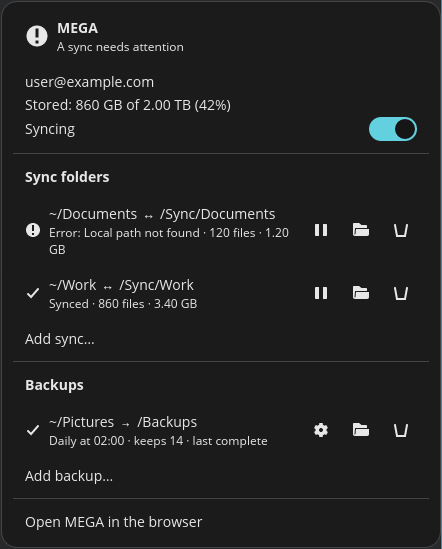 MEGA
A sync needs attention
user@example.com
Stored: 860 GB of 2.00 TB (42%)
Syncing
Sync folders
~/Documents ↔ /Sync/Documents
Error: Local path not found · 120 files · 1.20
GB
~/Work ↔ /Sync/Work
Synced · 860 files · 3.40 GB
Add sync...
Backups
~/Pictures → /Backups
Daily at 02:00 · keeps 14 · last complete
Add backup...
Open MEGA in the browser